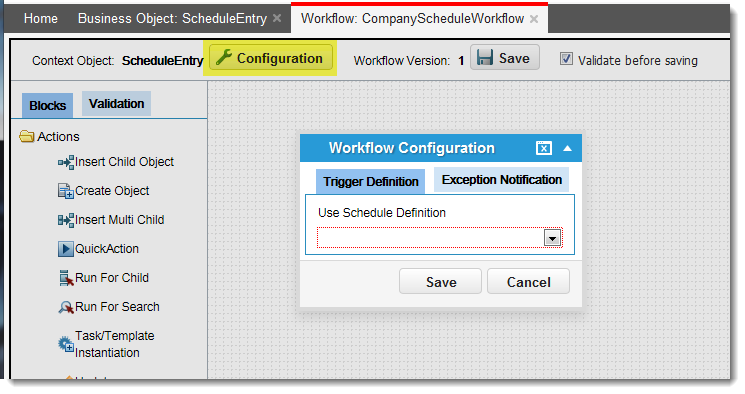 Home Business Object: ScheduleEntry Workflow: CompanyScheduleWorkflow
Context Object: ScheduleEntry Configuration Workflow Version: 1 Save Validate before saving
Blocks Validation
Actions
Insert Child Object
Create Object
Insert Multi Child
QuickAction
Run For Child
Run For Search
Task/Template
Instantiation
Workflow Configuration
Trigger Definition Exception Notification
Use Schedule Definition
Save Cancel